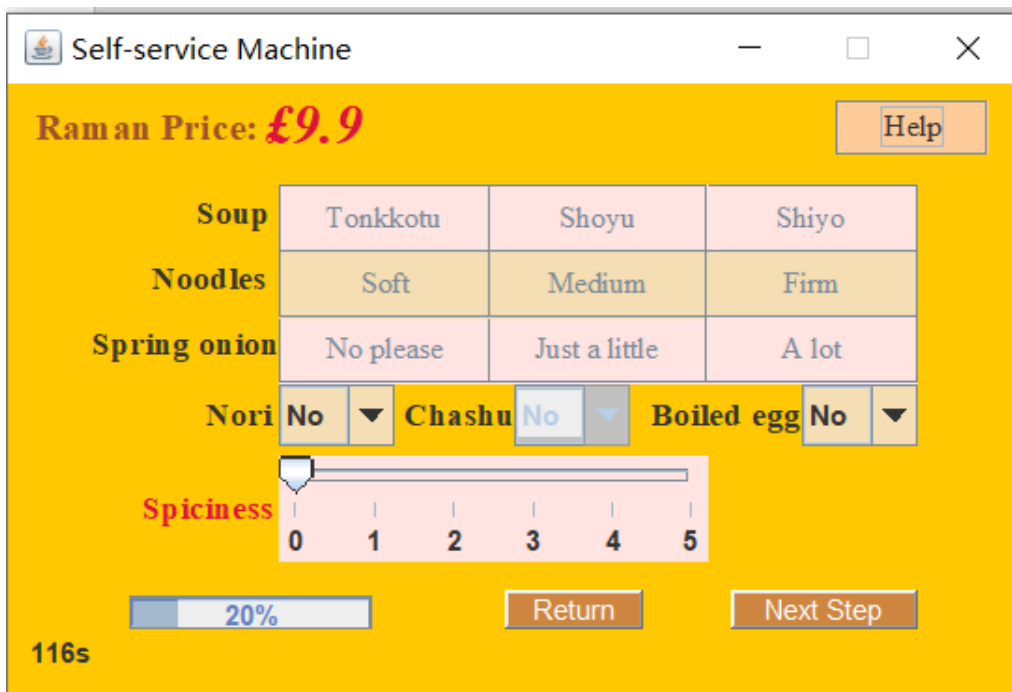 Self-service Machine
Raman Price: £9.9
Help
Soup Tonkkotu Shoyu Shiyo
Noodles Soft Medium Firm
Spring onion No please Just a little A lot
Nori No Chashu No Boiled egg No
Spiciness
0 1 2 3 4 5
20% Return Next Step
116s